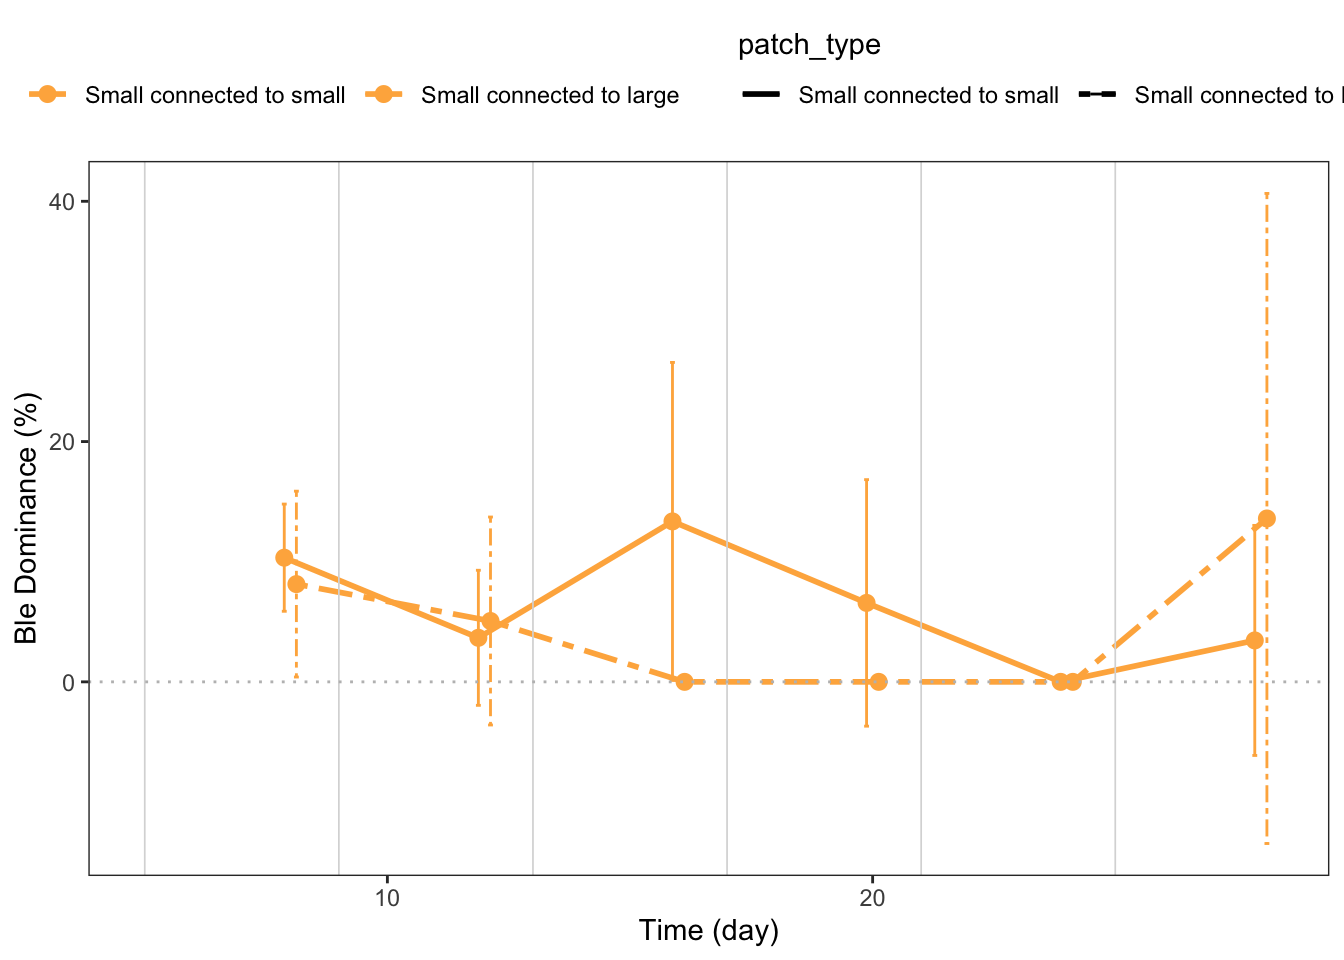 patch_type
Small connected to small Small connected to large Small connected to small Small connected to
40
20
0
Ble Dominance (%)
10 20
Time (day)